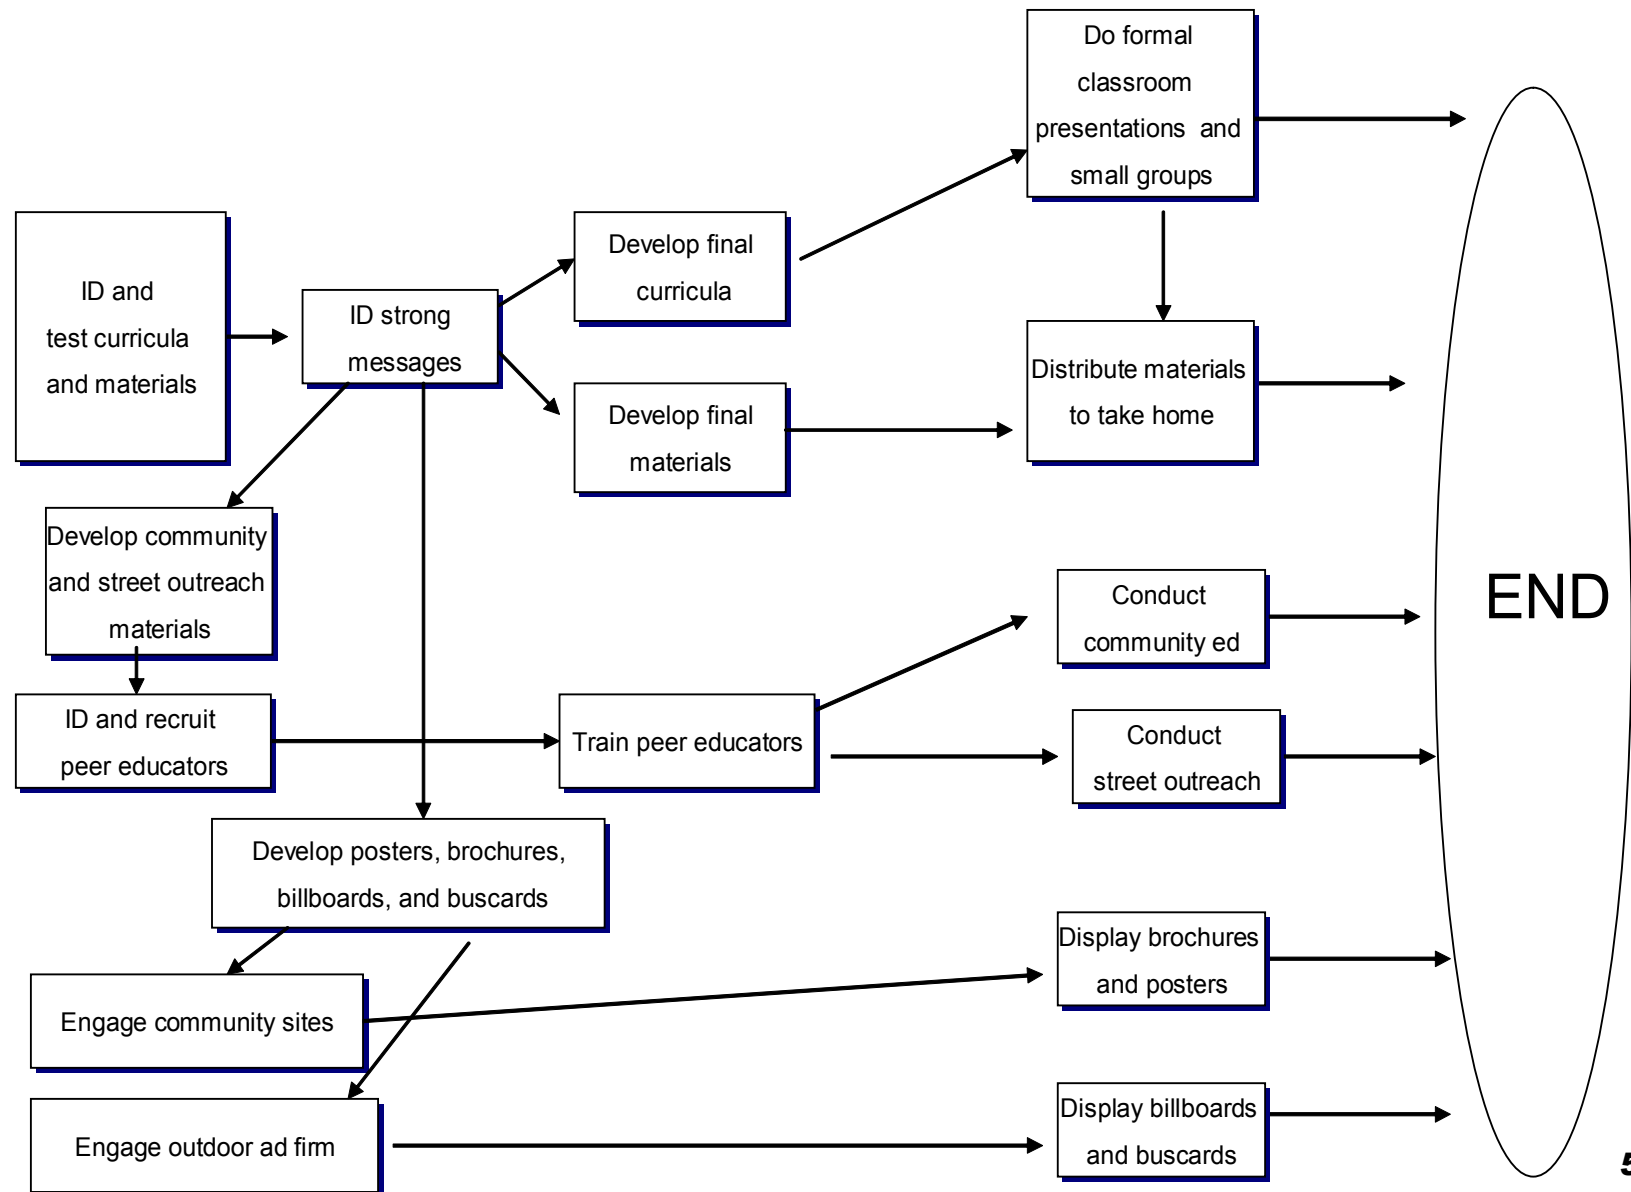 Do formal
classroom
presentations and
small groups
ID and
test curricula
and materials
ID strong
messages
Develop final
curricula
Develop final
materials
Distribute materials
to take home
Develop community
and street outreach
materials
Conduct
community ed
END
ID and recruit
peer educators
Train peer educators
Conduct
street outreach
Develop posters, brochures,
billboards, and buscards
Display brochures
and posters
Engage community sites
Display billboards
and buscards
Engage outdoor ad firm
5